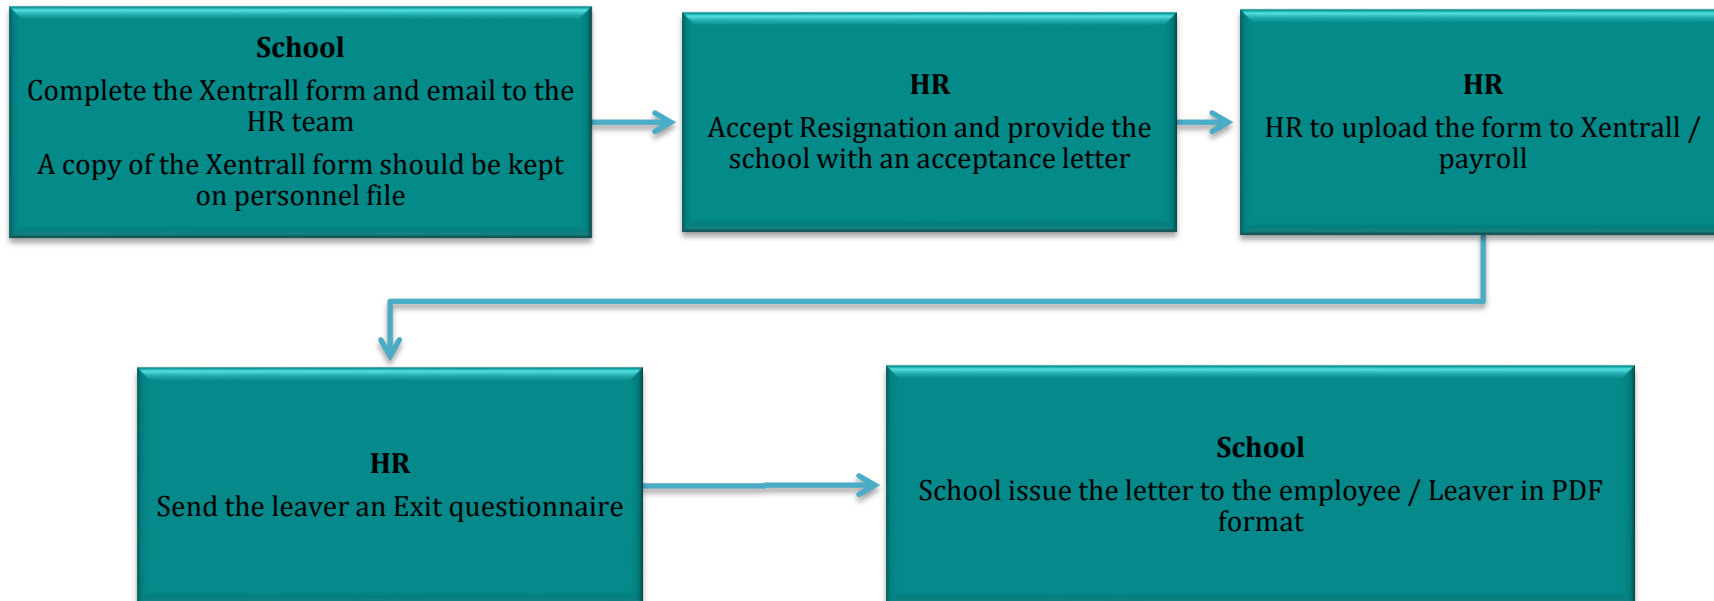 School
Complete the Xentrall form and email to the
HR team
A copy of the Xentrall form should be kept
on personnel file
HR
Accept Resignation and provide the
school with an acceptance letter
HR
HR to upload the form to Xentrall /
payroll
HR
Send the leaver an Exit questionnaire
School
School issue the letter to the employee / Leaver in PDF
format